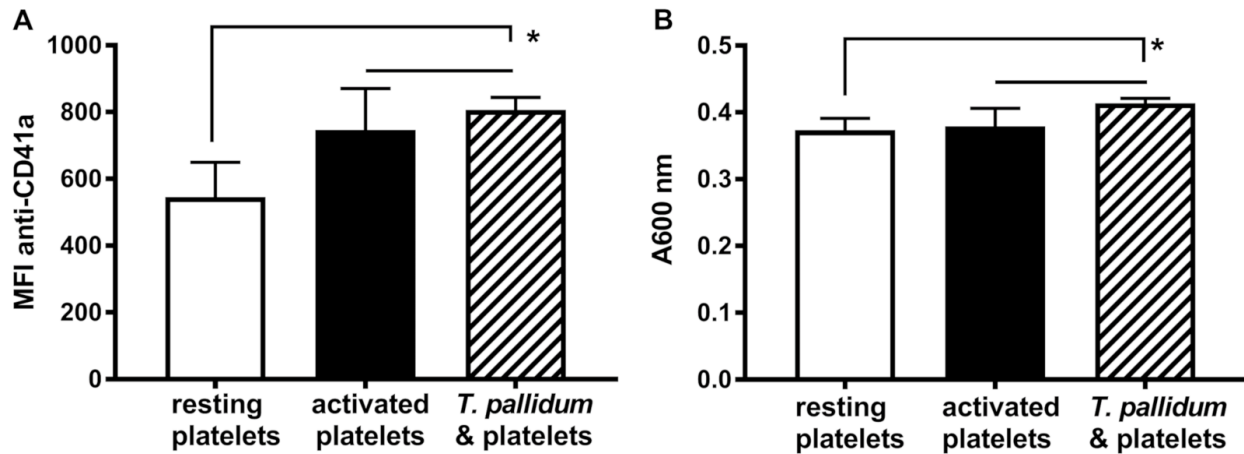 A
MFI anti-CD41a
1000
800
600
400
200
0
*
resting
platelets
activated
platelets
T. pallidum
& platelets
B
A600 nm
0.5
0.4
0.3
0.2
0.1
0.0
*
resting
platelets
activated
platelets
T. pallidum
& platelets